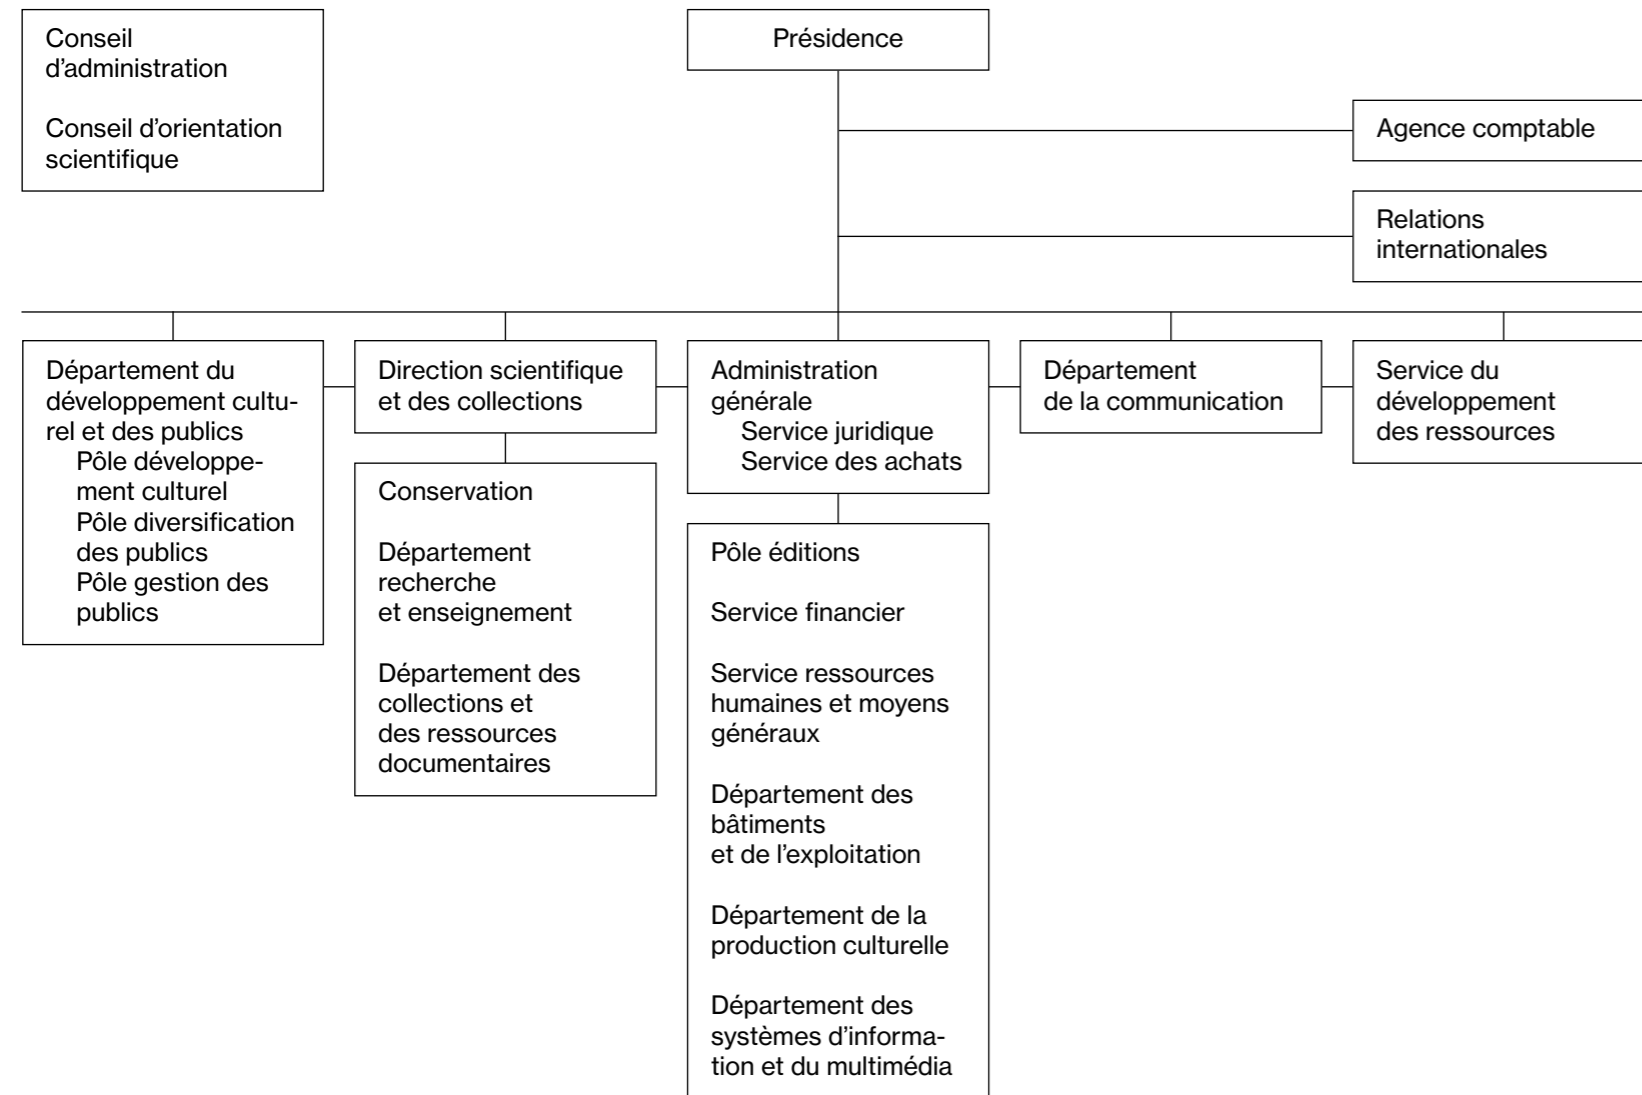 Conseil
d’administration
Conseil d’orientation
scientifique
Présidence
Agence comptable
Relations
internationales
Département du
développement cultu-
rel et des publics
Pôle développe-
ment culturel
Pôle diversification
des publics
Pôle gestion des
publics
Direction scientifique
et des collections
Conservation
Département
recherche
et enseignement
Département des
collections et
des ressources
documentaires
Administration
générale
Service juridique
Service des achats
Pôle éditions
Service financier
Service ressources
humaines et moyens
généraux
Département des
bâtiments
et de l’exploitation
Département de la
production culturelle
Département des
systèmes d’informa-
tion et du multimédia
Département
de la communication
Service du
développement
des ressources